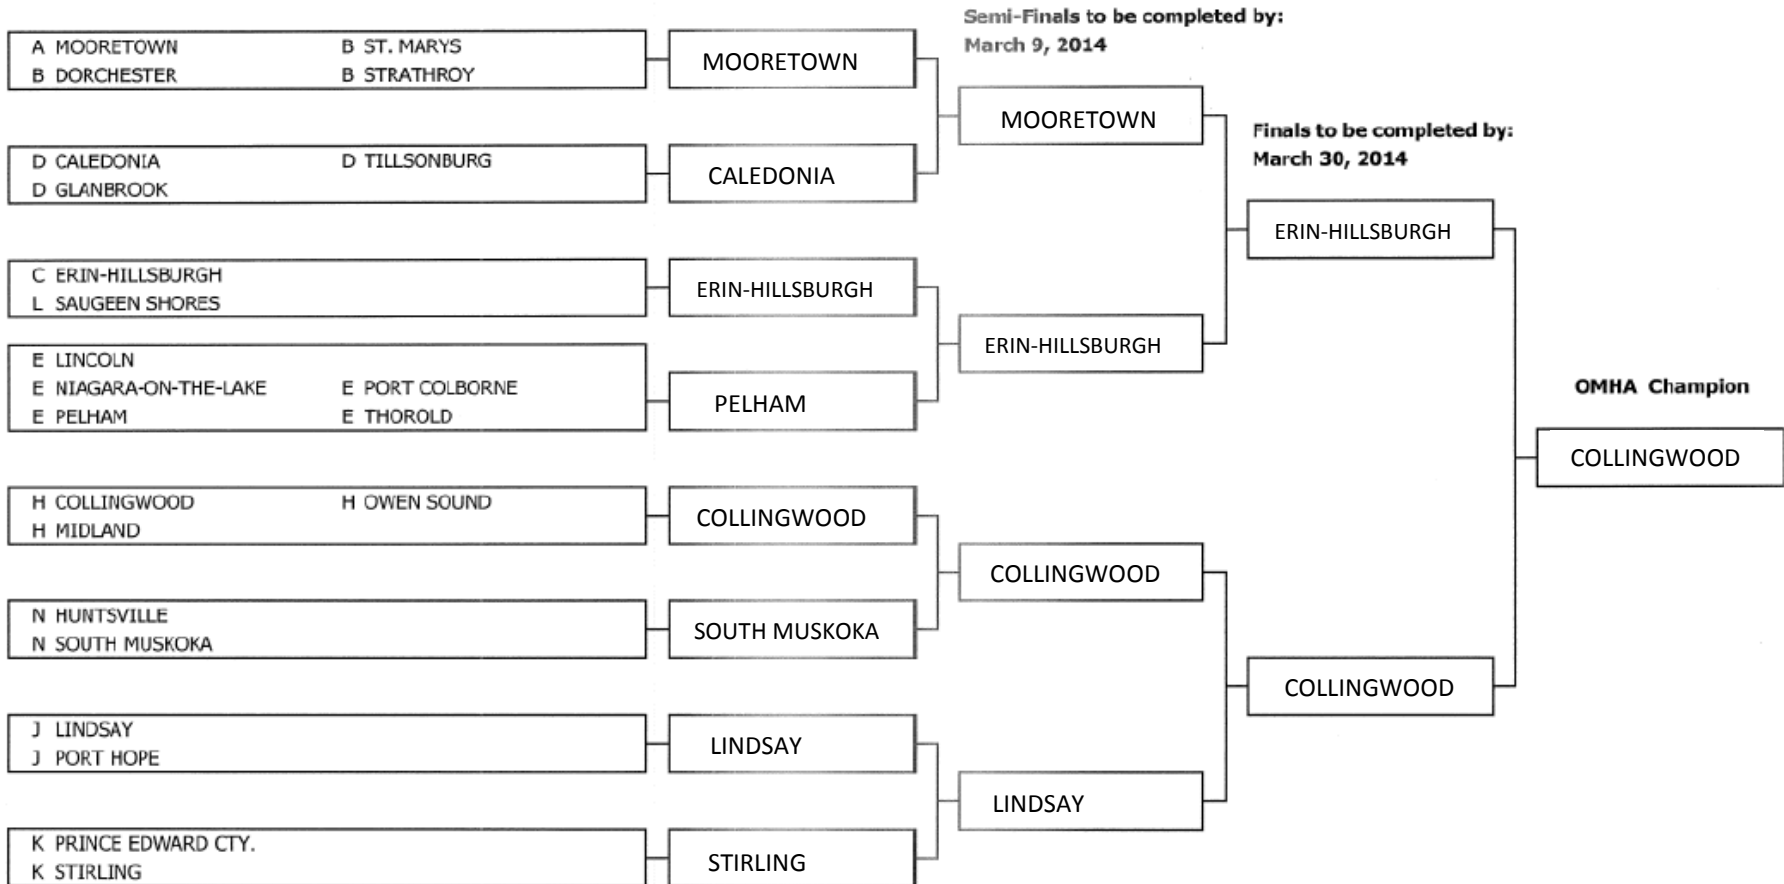 Semi-Finals to be completed by:
March 9, 2014
A MOORETOWN B ST. MARYS
B DORCHESTER B STRATHROY
MOORETOWN
MOORETOWN
Finals to be completed by:
March 30, 2014
D CALEDONIA D TILLSONBURG
D GLANBROOK
CALEDONIA
ERIN-HILLSBURGH
C ERIN-HILLSBURGH
L SAUGEEN SHORES
ERIN-HILLSBURGH
ERIN-HILLSBURGH
E LINCOLN
E NIAGARA-ON-THE-LAKE E PORT COLBORNE
E PELHAM E THOROLD
PELHAM
OMHA Champion
COLLINGWOOD
H COLLINGWOOD H OWEN SOUND
H MIDLAND
COLLINGWOOD
COLLINGWOOD
N HUNTSVILLE
N SOUTH MUSKOKA
SOUTH MUSKOKA
COLLINGWOOD
J LINDSAY
J PORT HOPE
LINDSAY
LINDSAY
K PRINCE EDWARD CTY.
K STIRLING
STIRLING